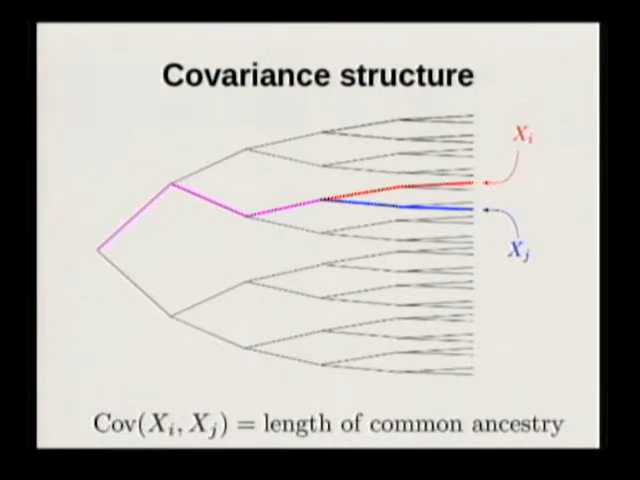 Covariance structure
X_i
X_j
Cov(X_i, X_j) = length of common ancestry